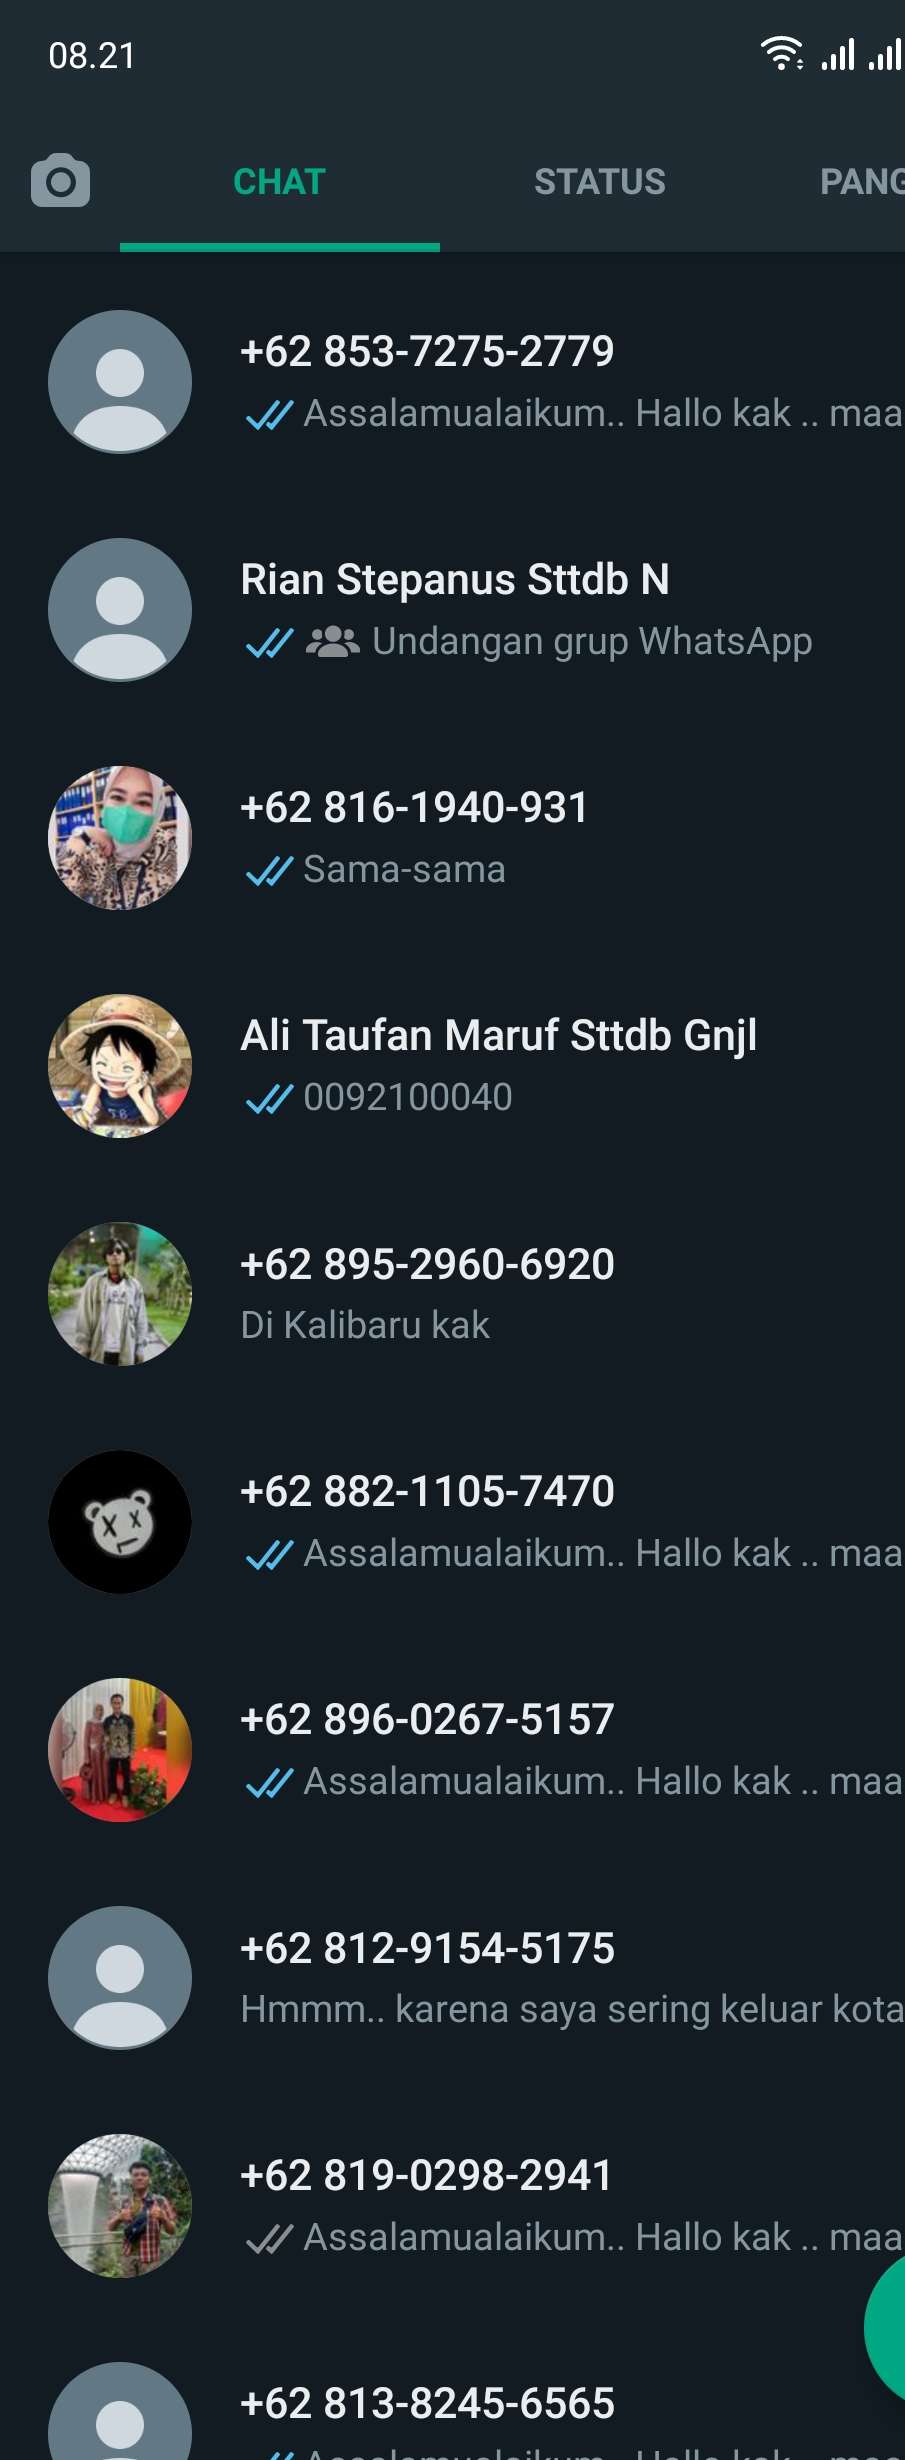 08.21
CHAT STATUS
+62 853-7275-2779
Assalamualaikum.. Hallo kak .. maa
Rian Stepanus Sttdb N
Undangan grup WhatsApp
+62 816-1940-931
Sama-sama
Ali Taufan Maruf Sttdb Gnjl
0092100040
+62 895-2960-6920
Di Kalibaru kak
+62 882-1105-7470
Assalamualaikum.. Hallo kak .. maa
+62 896-0267-5157
Assalamualaikum.. Hallo kak .. maa
+62 812-9154-5175
Hmmm.. karena saya sering keluar kota
+62 819-0298-2941
Assalamualaikum.. Hallo kak .. maa
+62 813-8245-6565